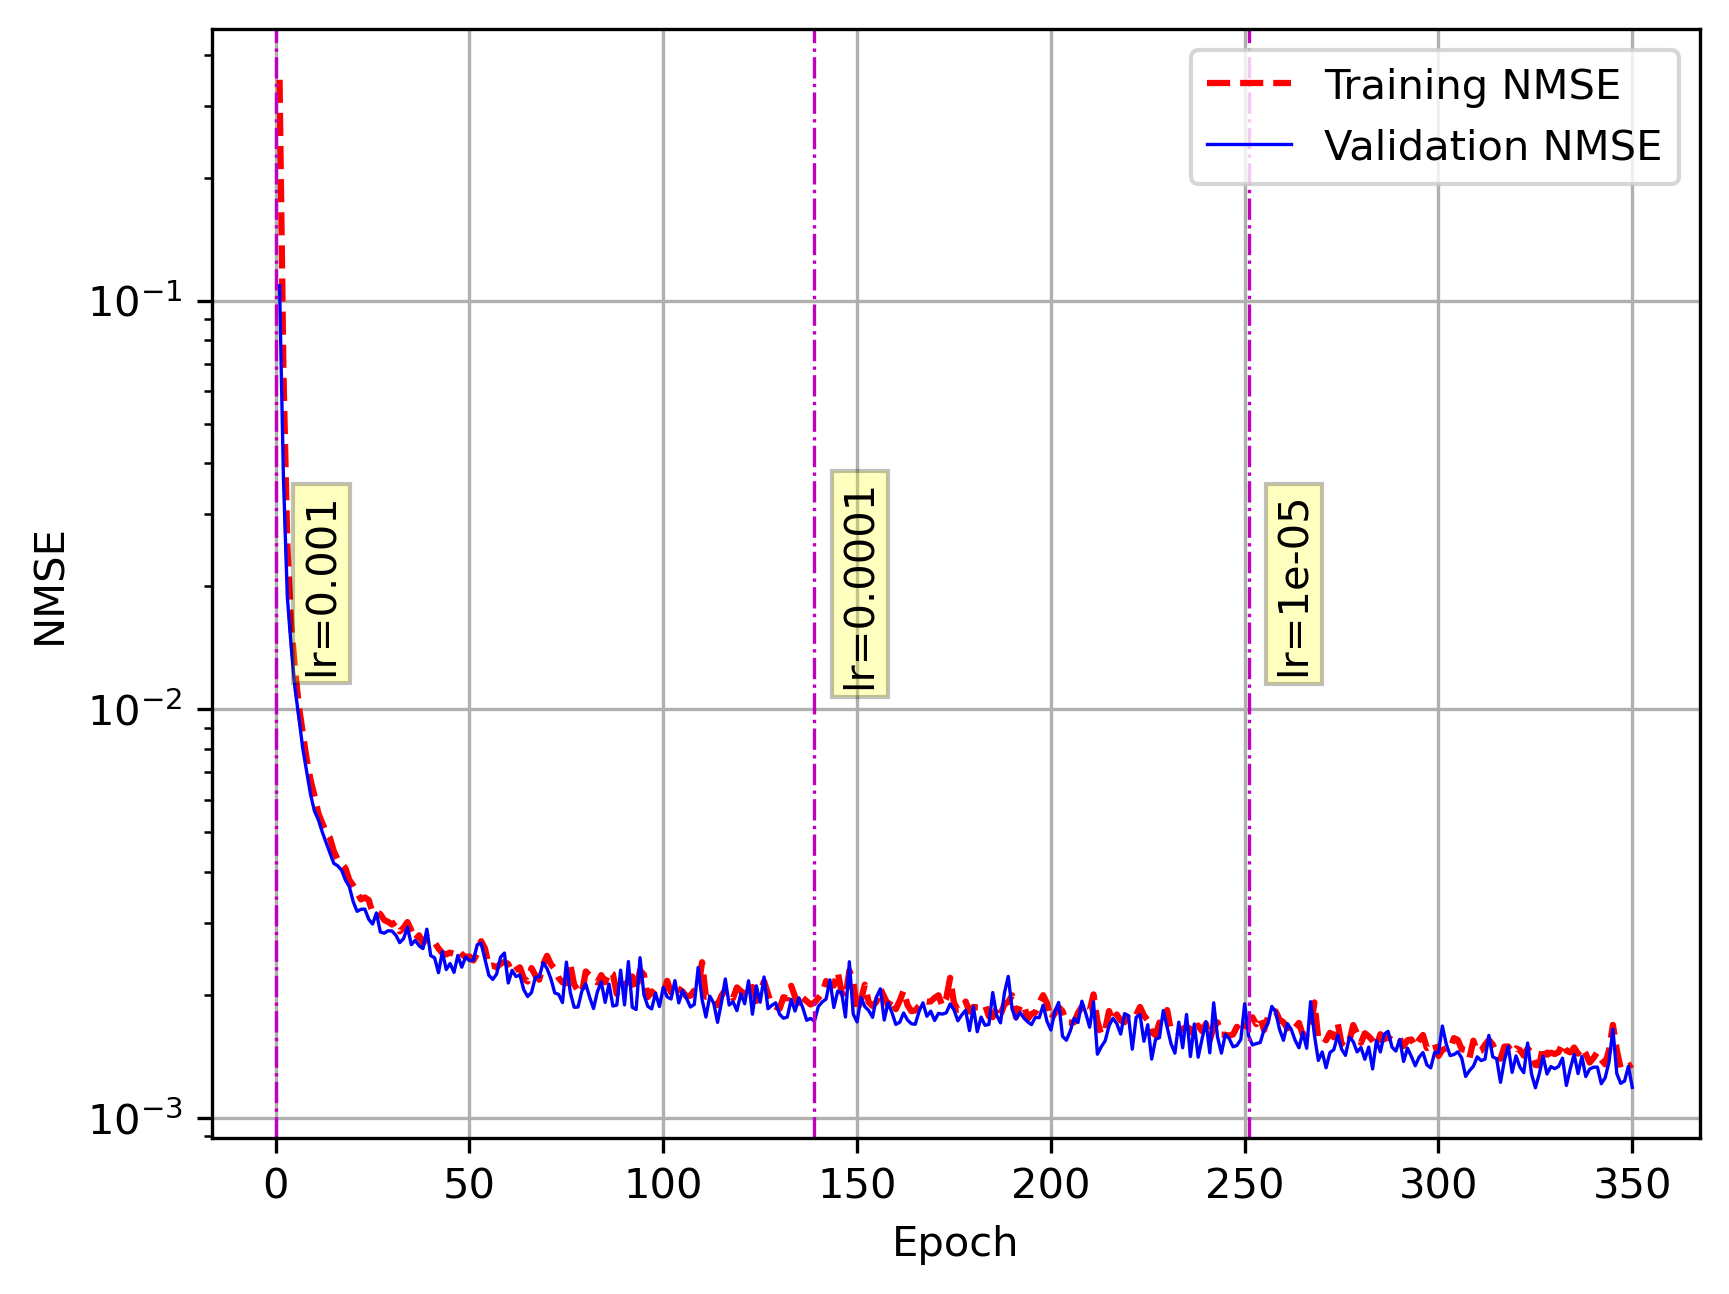 Training NMSE
Validation NMSE
NMSE
10⁻¹
10⁻²
10⁻³
lr=0.001
lr=0.0001
lr=1e-05
0 50 100 150 200 250 300 350
Epoch